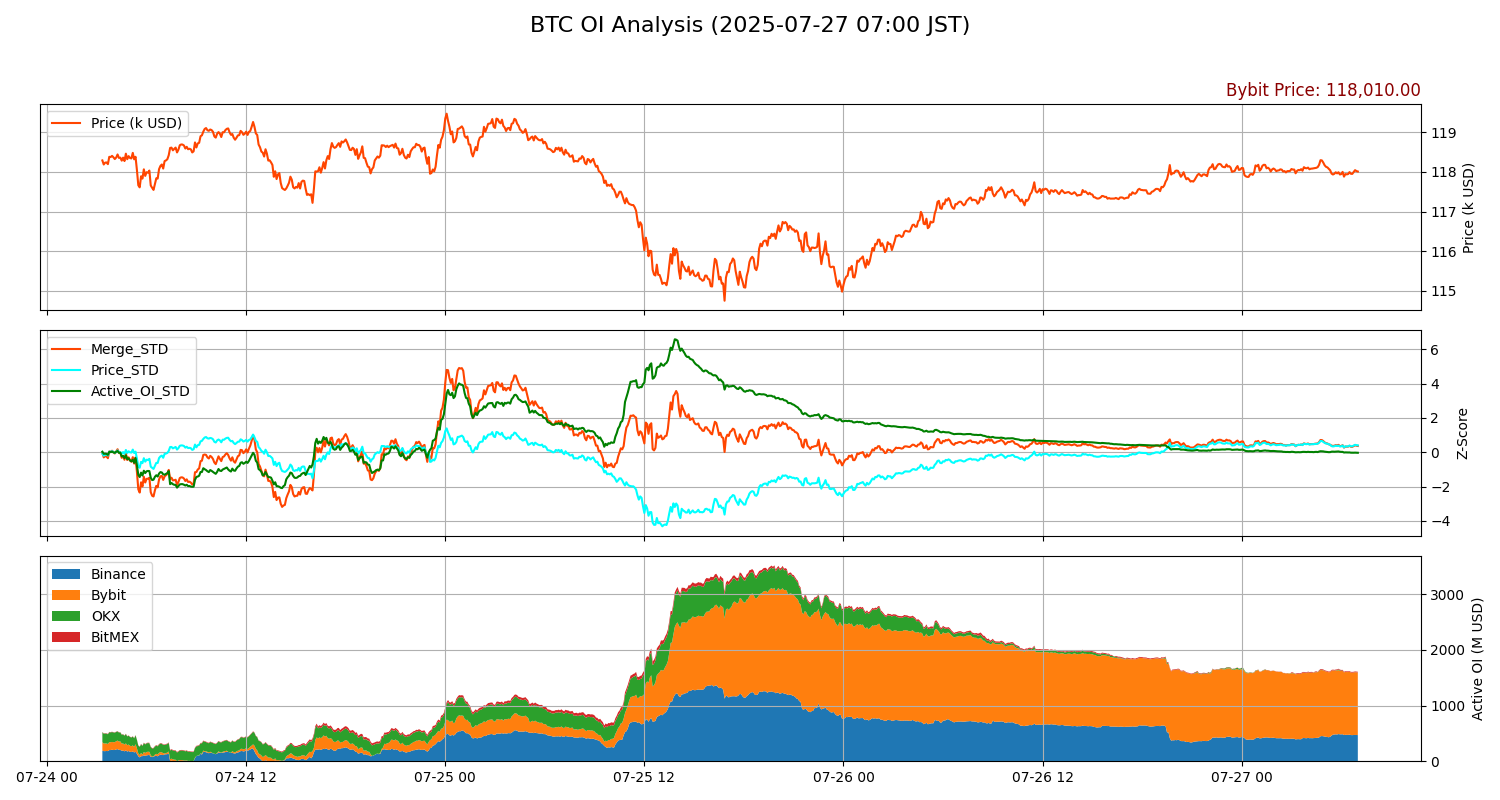 BTC OI Analysis (2025-07-27 07:00 JST)
Bybit Price: 118,010.00
Price (k USD)
119
118
117
116
115
Price (k USD)
Merge_STD
Price_STD
Active_OI_STD
6
4
2
0
−2
−4
Z-Score
Binance
Bybit
OKX
BitMEX
3000
2000
1000
0
Active OI (M USD)
07-24 00
07-24 12
07-25 00
07-25 12
07-26 00
07-26 12
07-27 00